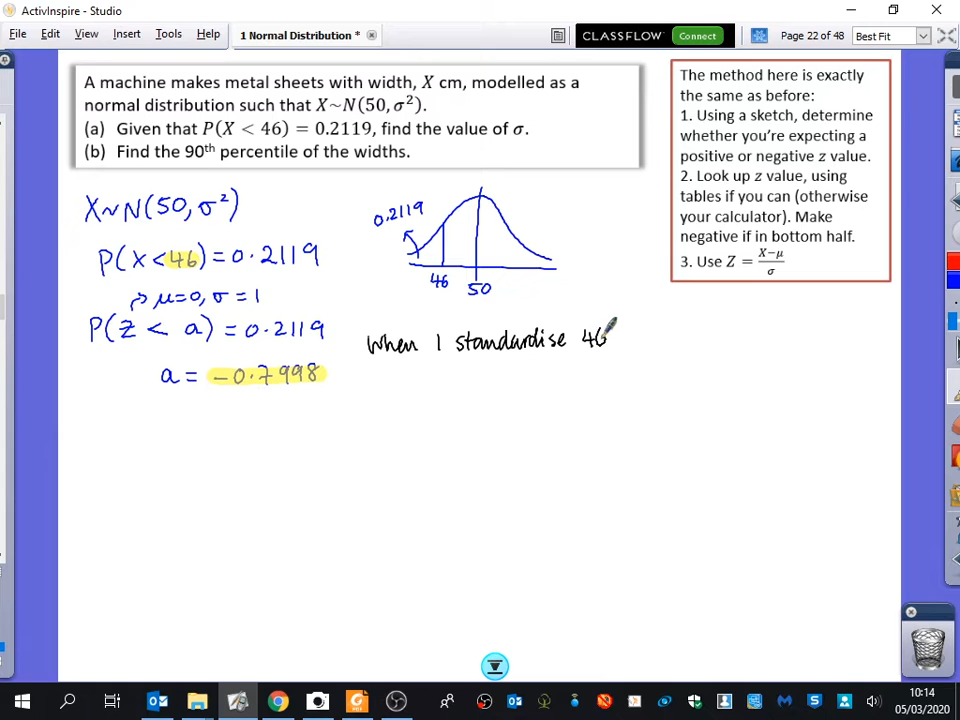 ActivInspire - Studio
File Edit View Insert Tools Help
1 Normal Distribution *
CLASSFLOW Connect
Page 22 of 48
Best Fit
A machine makes metal sheets with width, X cm, modelled as a
normal distribution such that X~N(50, σ²).
(a) Given that P(X < 46) = 0.2119, find the value of σ.
(b) Find the 90th percentile of the widths.
The method here is exactly
the same as before:
1. Using a sketch, determine
whether you're expecting a
positive or negative z value.
2. Look up z value, using
tables if you can (otherwise
your calculator). Make
negative if in bottom half.
3. Use Z = X−μ/σ
X~N(50, σ²)
P(X<46) = 0.2119
μ=0, σ=1
P(Z < a) = 0.2119
a = -0.7998
0.2119
46
50
When I standardise 46
10:14
05/03/2020